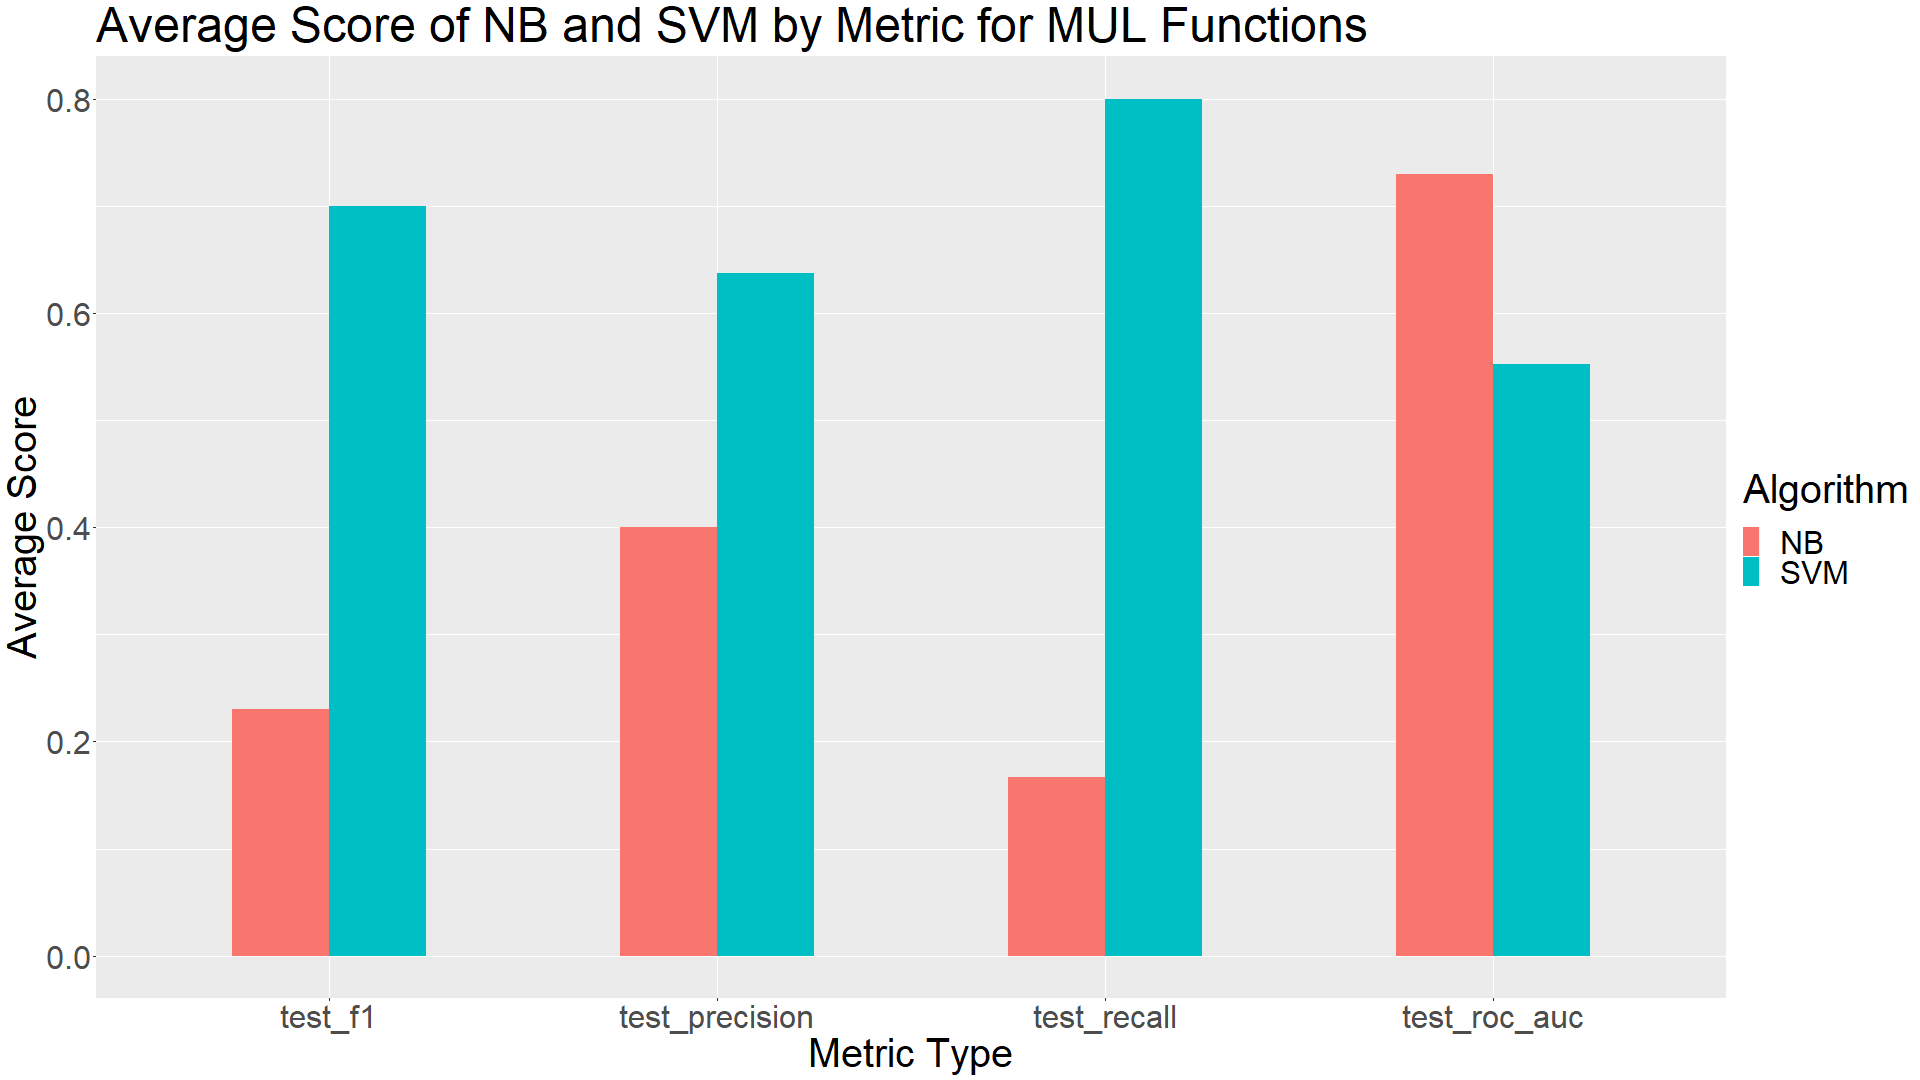 Average Score of NB and SVM by Metric for MUL Functions
Average Score
0.8
0.6
0.4
0.2
0.0
test_f1
test_precision
test_recall
test_roc_auc
Metric Type
Algorithm
NB
SVM